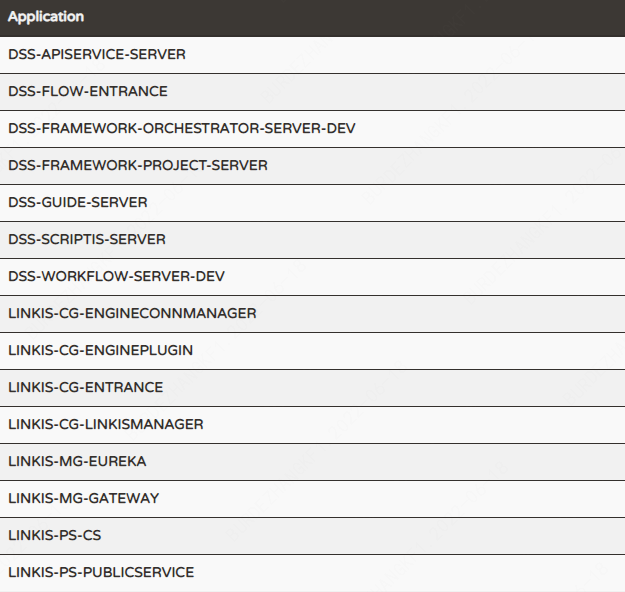 Application
DSS-APISERVICE-SERVER
DSS-FLOW-ENTRANCE
DSS-FRAMEWORK-ORCHESTRATOR-SERVER-DEV
DSS-FRAMEWORK-PROJECT-SERVER
DSS-GUIDE-SERVER
DSS-SCRIPTIS-SERVER
DSS-WORKFLOW-SERVER-DEV
LINKIS-CG-ENGINECONNMANAGER
LINKIS-CG-ENGINEPLUGIN
LINKIS-CG-ENTRANCE
LINKIS-CG-LINKISMANAGER
LINKIS-MG-EUREKA
LINKIS-MG-GATEWAY
LINKIS-PS-CS
LINKIS-PS-PUBLICSERVICE